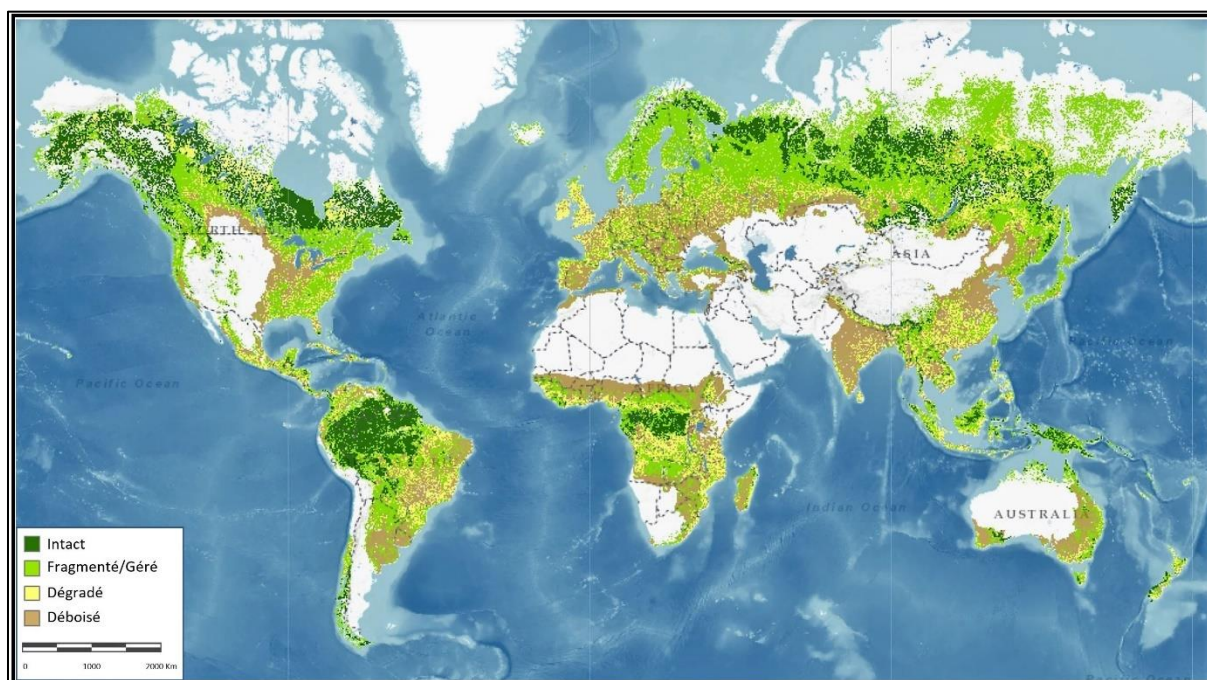 ASIA
Atlantic
Ocean
Pacific Ocean
Pacific Ocean
Indian Ocean
AUSTRALIA
Intact
Fragmenté/Géré
Dégradé
Déboisé
0 1000 2000 Km